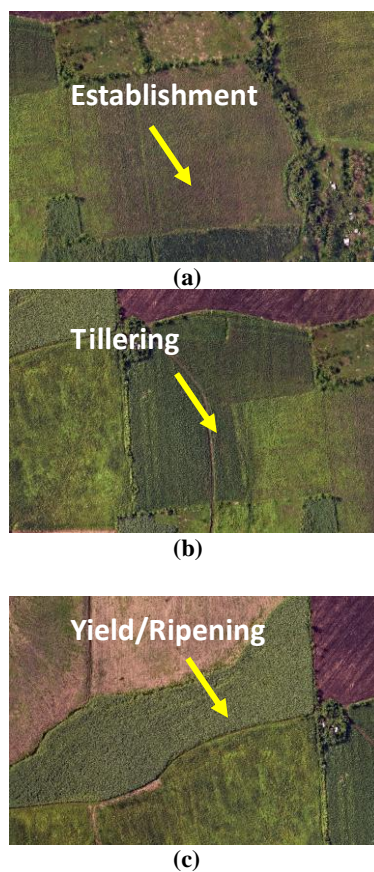 Establishment
(a)
Tillering
(b)
Yield/Ripening
(c)